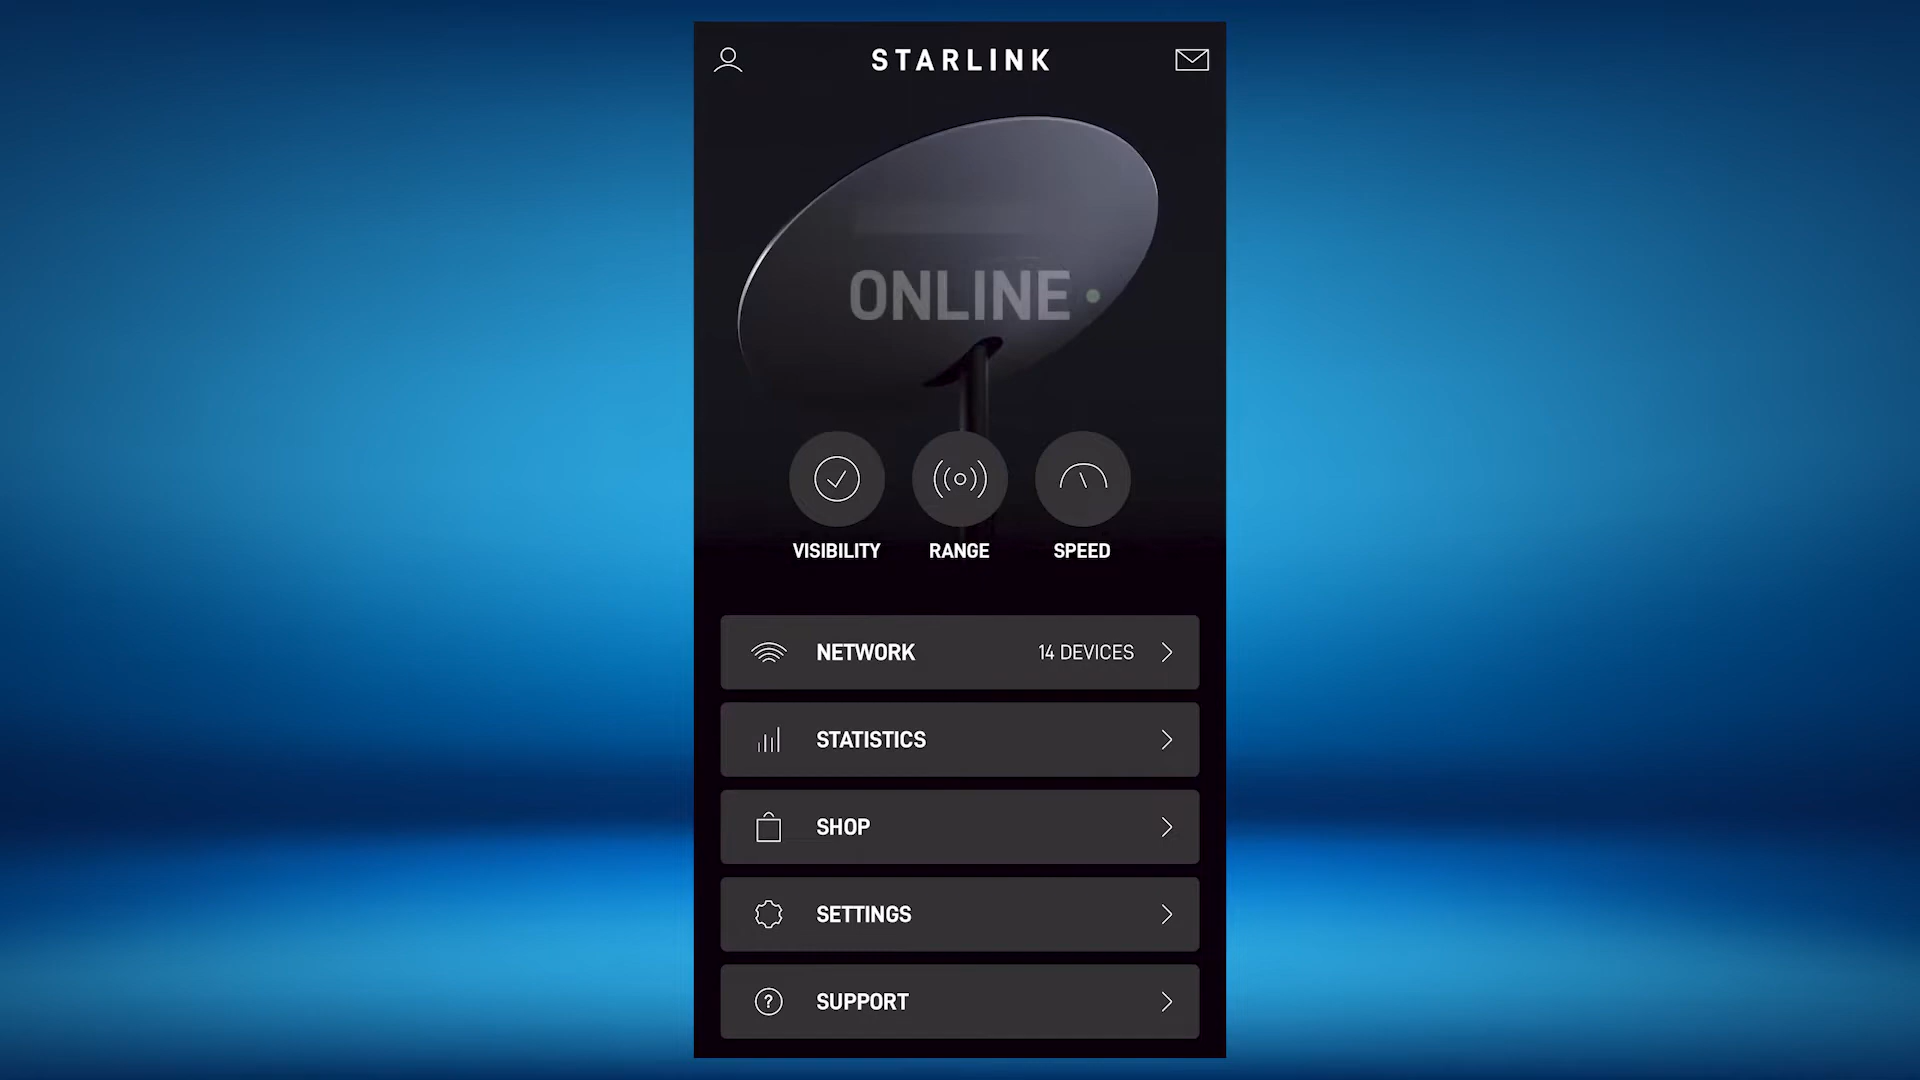 STARLINK
ONLINE
VISIBILITY RANGE SPEED
NETWORK 14 DEVICES
STATISTICS
SHOP
SETTINGS
? SUPPORT